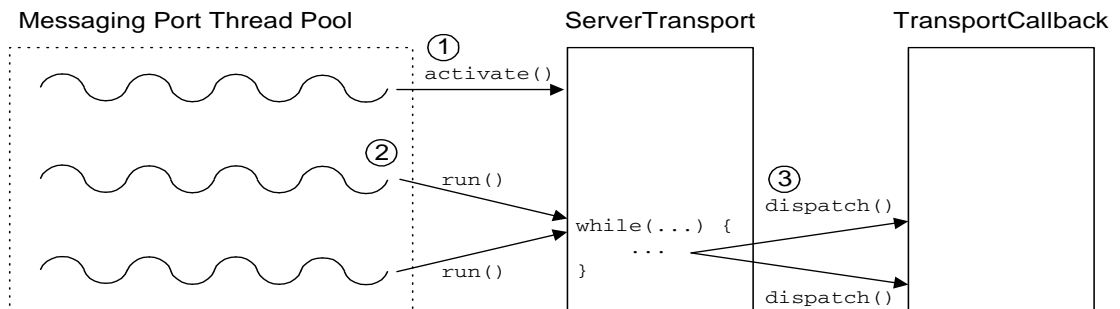 Messaging Port Thread Pool
ServerTransport
TransportCallback
1
activate()
2
run()
3
dispatch()
while(...) {
...
}
run()
dispatch()